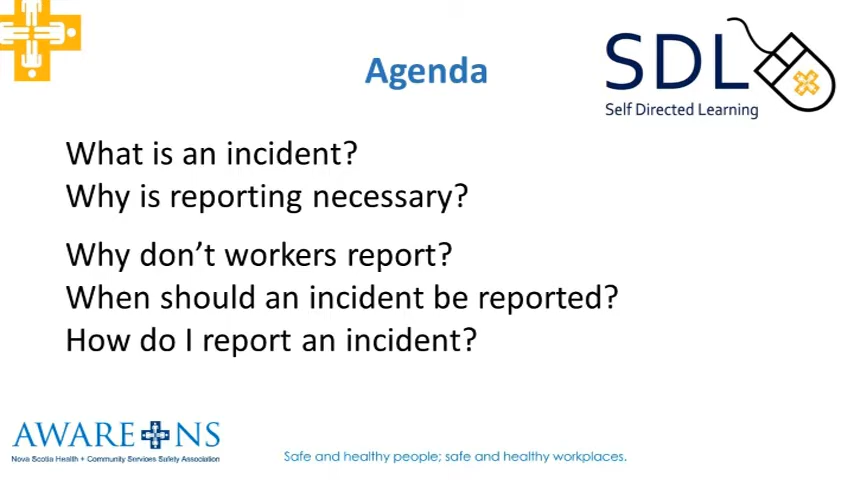 Agenda
SDL
Self Directed Learning
What is an incident?
Why is reporting necessary?
Why don't workers report?
When should an incident be reported?
How do I report an incident?
AWARE NS
Nova Scotia Health + Community Services Safety Association
Safe and healthy people; safe and healthy workplaces.